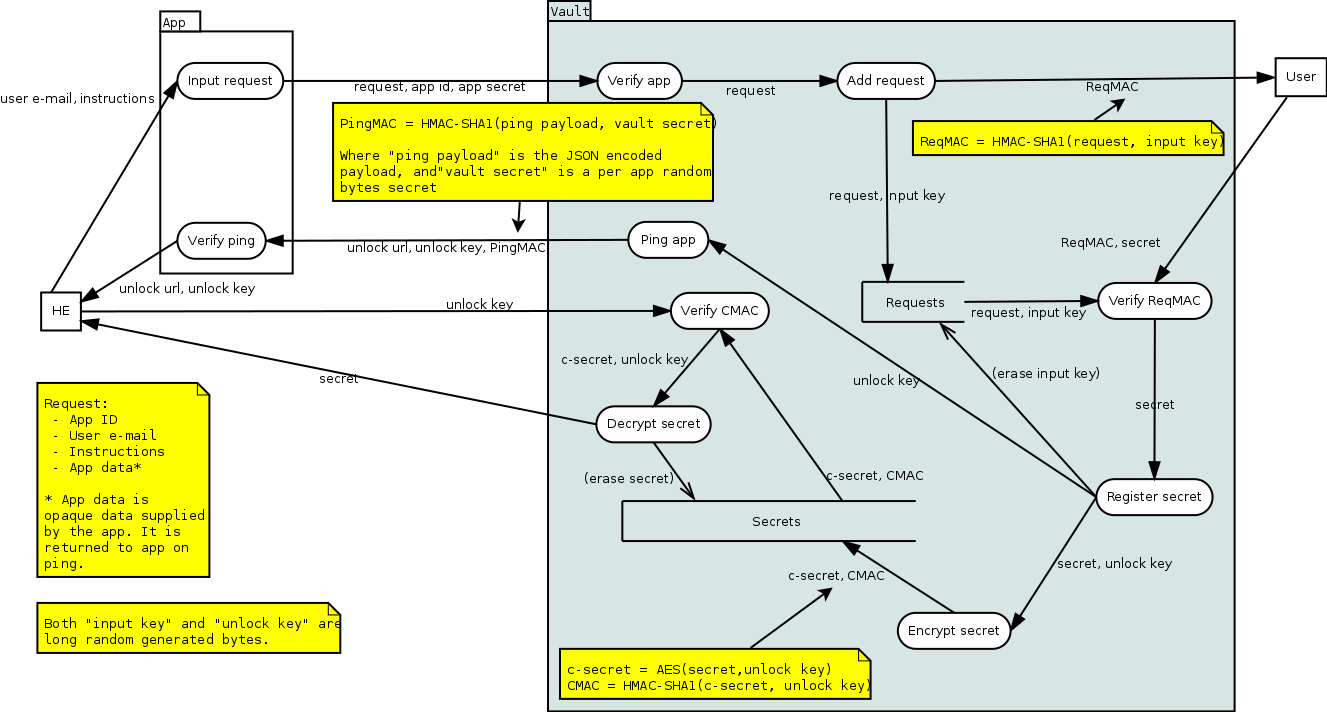 Vault
App
Input request
Verify app
Add request
User
request, app id, app secret
request
ReqMAC
user e-mail, instructions
PingMAC = HMAC-SHA1(ping payload, vault secret)
Where "ping payload" is the JSON encoded
payload, and"vault secret" is a per app random
bytes secret
ReqMAC = HMAC-SHA1(request, input key)
request, input key
Verify ping
unlock url, unlock key, PingMAC
Ping app
ReqMAC, secret
unlock url, unlock key
HE
unlock key
Verify CMAC
Requests
request, input key
Verify ReqMAC
c-secret, unlock key
secret
unlock key
(erase input key)
secret
Decrypt secret
Request:
- App ID
- User e-mail
- Instructions
- App data*
* App data is
opaque data supplied
by the app. It is
returned to app on
ping.
(erase secret)
c-secret, CMAC
Secrets
Register secret
c-secret, CMAC
secret, unlock key
Both "input key" and "unlock key" are
long random generated bytes.
Encrypt secret
c-secret = AES(secret,unlock key)
CMAC = HMAC-SHA1(c-secret, unlock key)